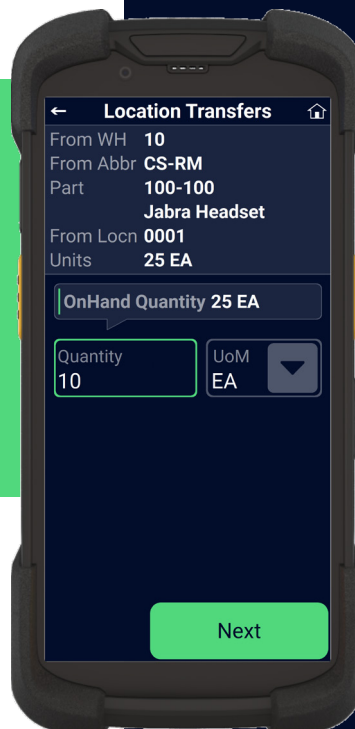 Location Transfers
From WH 10
From Abbr CS-RM
Part 100-100
Jabra Headset
From Locn 0001
Units 25 EA
OnHand Quantity 25 EA
Quantity UoM
10 EA
Next